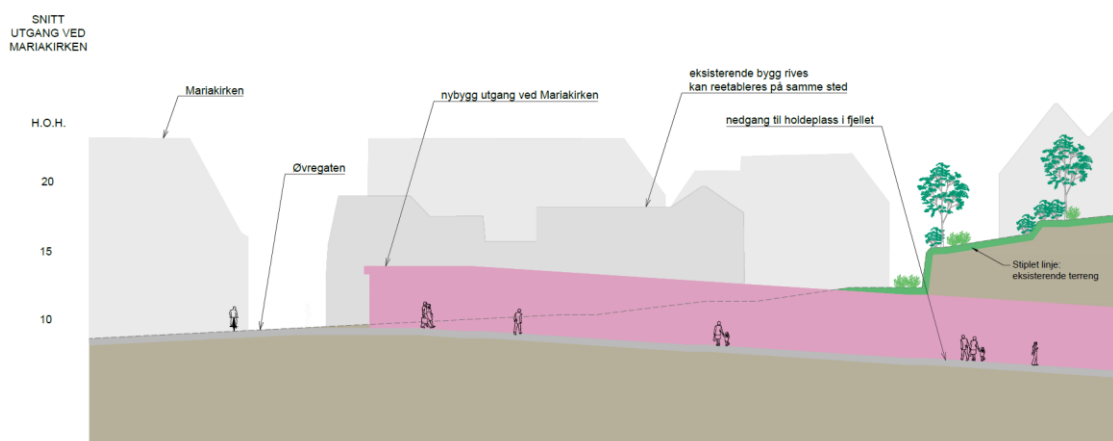 SNITT
UTGANG VED
MARIAKIRKEN
Mariakirken
nybygg utgang ved Mariakirken
eksisterende bygg rives
kan reetableres på samme sted
nedgang til holdeplass i fjellet
H.O.H.
Øvregaten
20
15
10
Stiplet linje:
eksisterende terreng